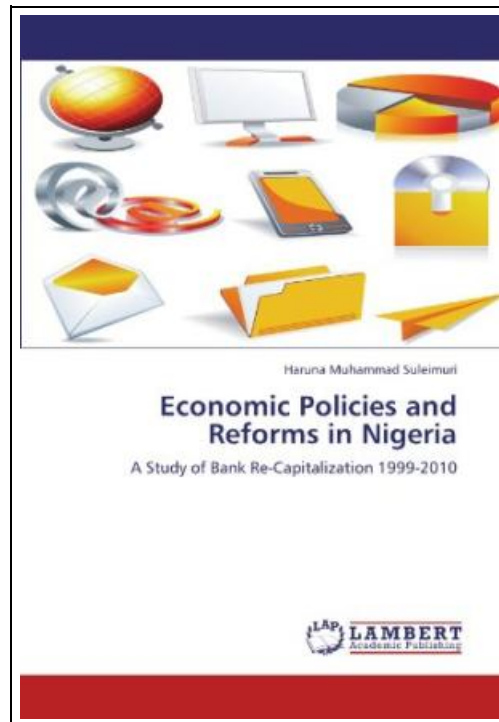 Haruna Muhammad Suleimuri
Economic Policies and
Reforms in Nigeria
A Study of Bank Re-Capitalization 1999-2010
LAP LAMBERT
Academic Publishing